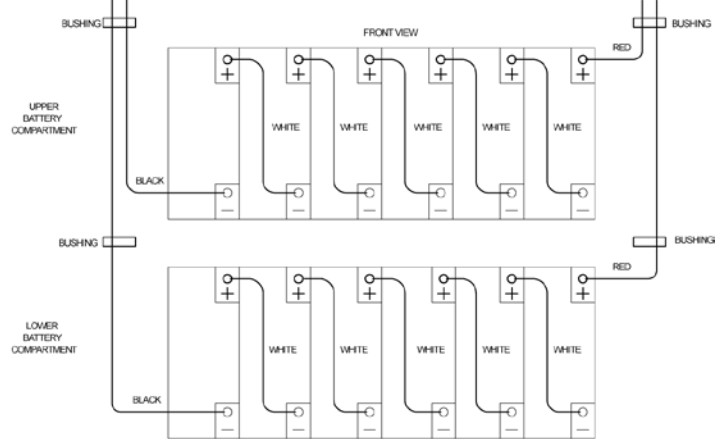 BUSHING
BUSHING
FRONT VIEW
RED
+ + + + + +
UPPER
BATTERY
COMPARTMENT
WHITE WHITE WHITE WHITE WHITE
BLACK
− − − − − −
BUSHING
BUSHING
RED
+ + + + + +
LOWER
BATTERY
COMPARTMENT
WHITE WHITE WHITE WHITE WHITE
BLACK
− − − − − −